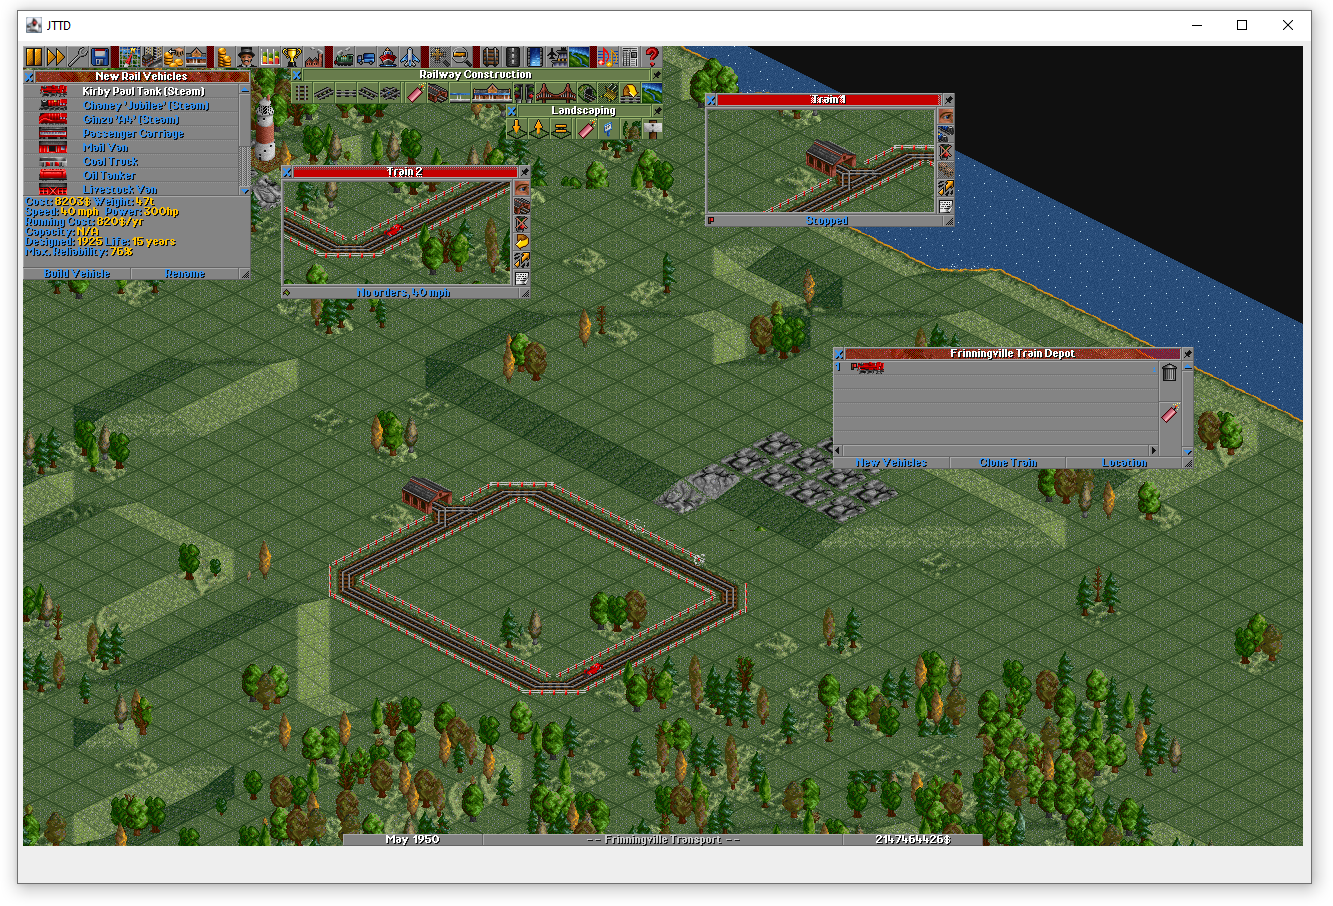 JTTD
New Rail Vehicles
Kirby Paul Tank (Steam)
Chaney 'Jubilee' (Steam)
Ginzo 'A4' (Steam)
Passenger Carriage
Mail Van
Coal Truck
Oil Tanker
Livestock Van
Cost: 8203$ Weight: 47t
Speed: 40 mph Power: 300hp
Running Cost: 820$/yr
Capacity: N/A
Designed: 1925 Life: 15 years
Max. Reliability: 76%
Build Vehicle
Rename
Railway Construction
Landscaping
Train 2
No orders, 40 mph
Train 1
Stopped
Frinningville Train Depot
1
New Vehicles
Clone Train
Location
May 1950
-- Frinningville Transport --
2147464426$